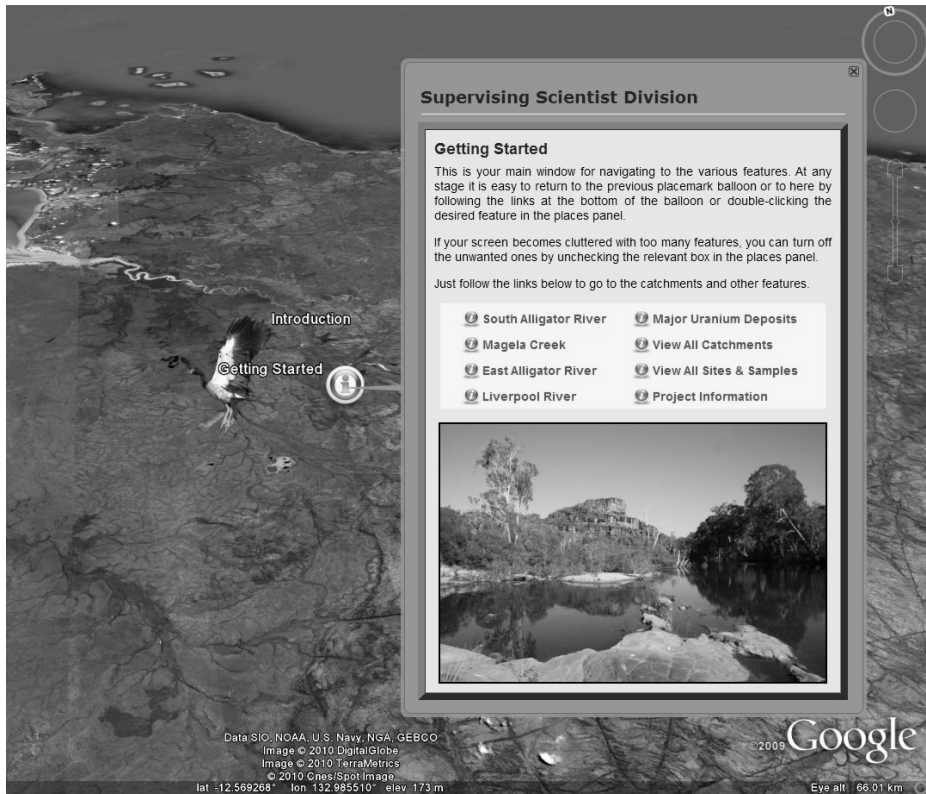 N
Supervising Scientist Division
Getting Started
This is your main window for navigating to the various features. At any
stage it is easy to return to the previous placemark balloon or to here by
following the links at the bottom of the balloon or double-clicking the
desired feature in the places panel.
If your screen becomes cluttered with too many features, you can turn off
the unwanted ones by unchecking the relevant box in the places panel.
Just follow the links below to go to the catchments and other features.
South Alligator River
Major Uranium Deposits
Magela Creek
View All Catchments
East Alligator River
View All Sites & Samples
Liverpool River
Project Information
Introduction
Getting Started
Data SIO, NOAA, U.S. Navy, NGA, GEBCO
Image © 2010 DigitalGlobe
Image © 2010 TerraMetrics
© 2010 Cnes/Spot Image
©2009 Google
lat -12.569268° lon 132.985510° elev 173 m
Eye alt 66.01 km